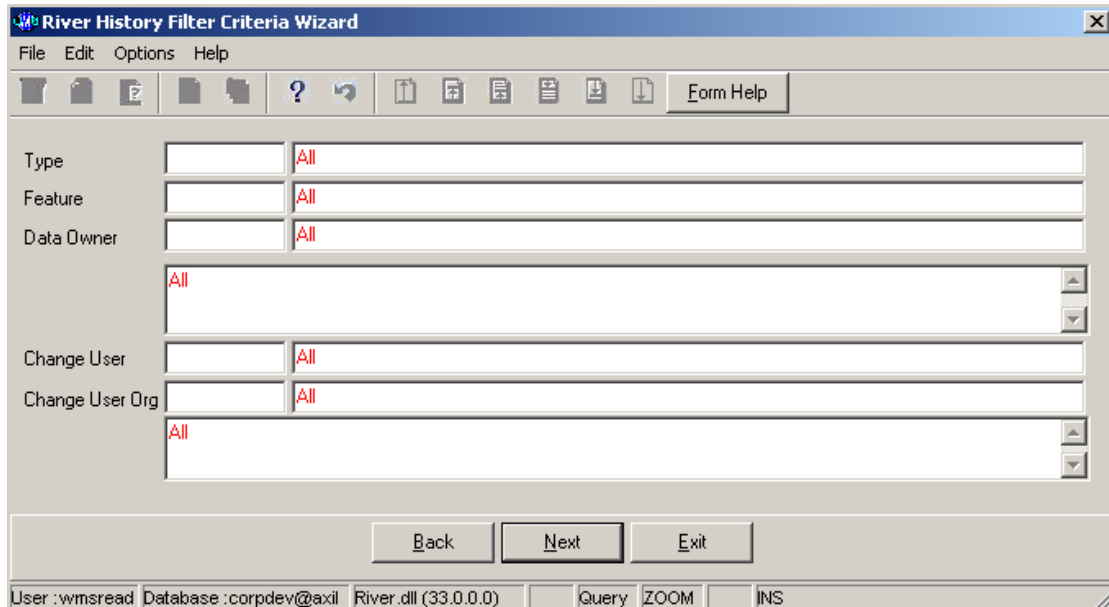 River History Filter Criteria Wizard
File Edit Options Help
? Form Help
Type All
Feature All
Data Owner All
All
Change User All
Change User Org All
All
Back Next Exit
User :wmsread Database :corpdev@axil River.dll (33.0.0.0) Query ZOOM INS